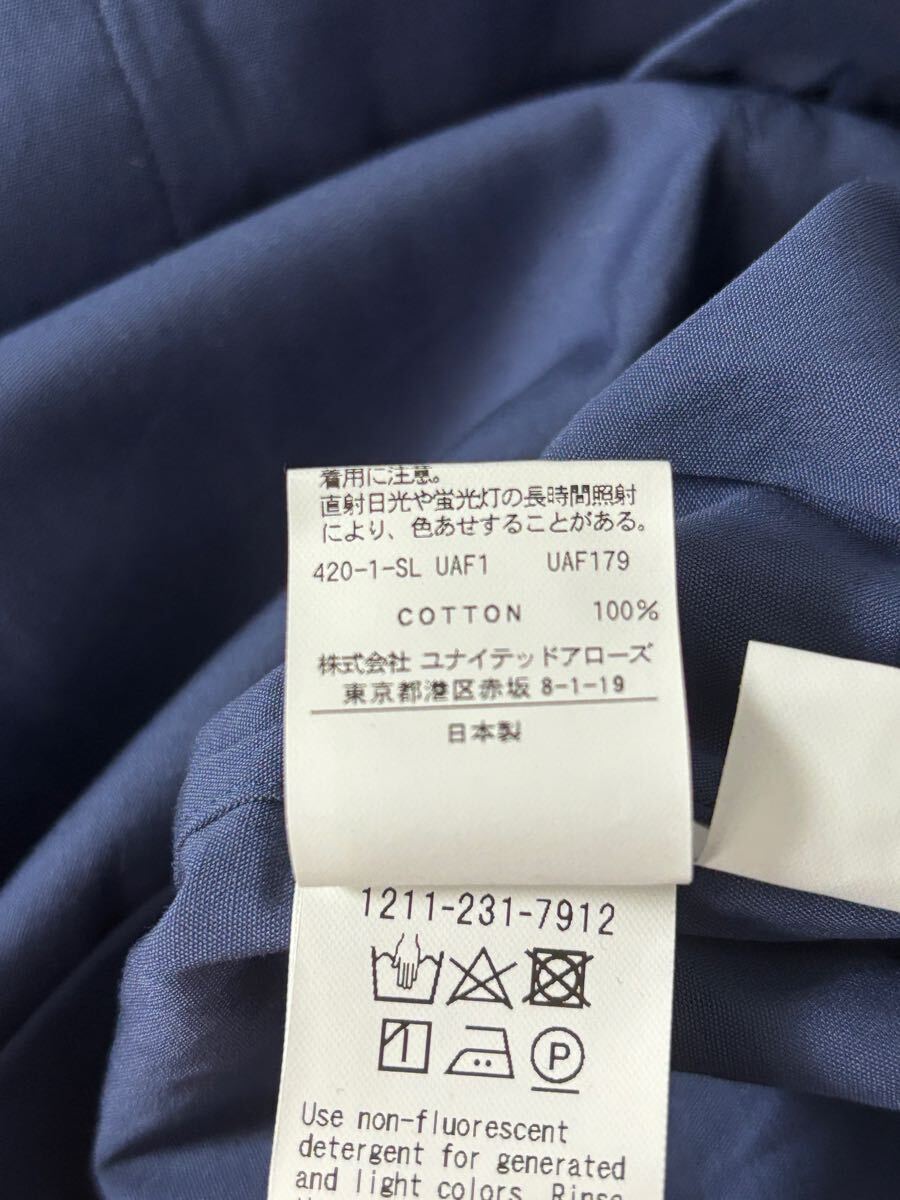 着用に注意。
直射日光や蛍光灯の長時間照射
により、色あせすることがある。
420-1-SL UAF1 UAF179
COTTON 100%
株式会社 ユナイテッドアローズ
東京都港区赤坂 8-1-19
日本製
1211-231-7912
P
Use non-fluorescent
detergent for generated
and light colors. Rinse